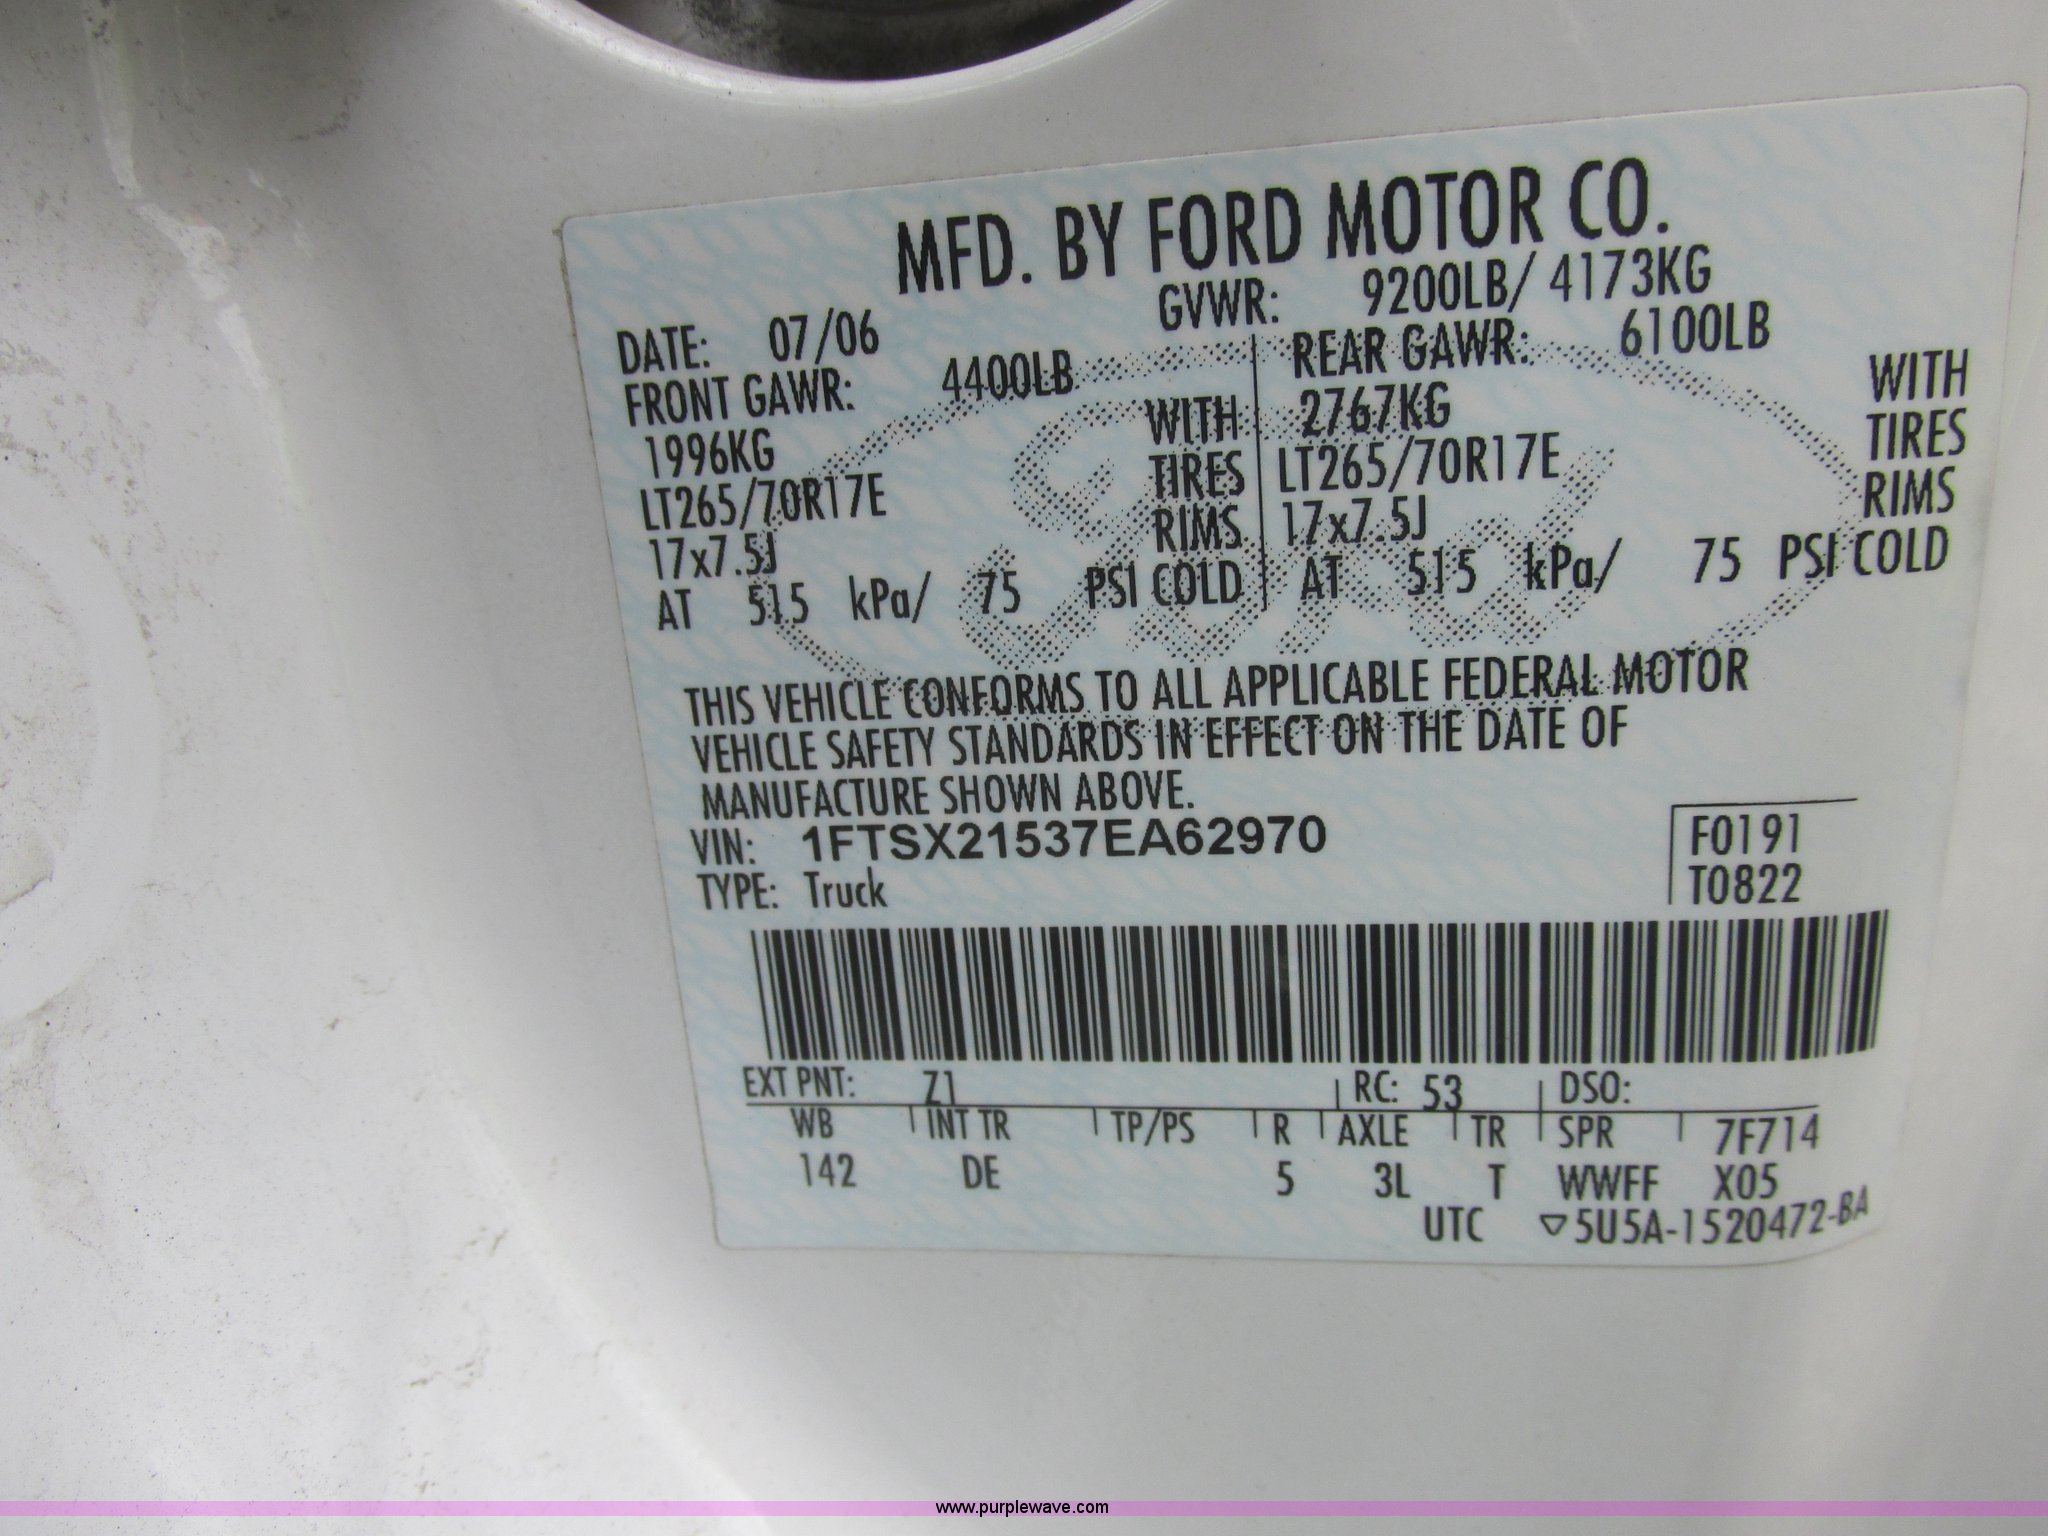 MFD. BY FORD MOTOR CO.
DATE: 07/06 GVWR: 9200LB/ 4173KG
FRONT GAWR: 4400LB REAR GAWR: 6100LB
1996KG WITH 2767KG WITH
LT265/70R17E TIRES LT265/70R17E TIRES
17x7.5J RIMS 17x7.5J RIMS
AT 515 kPa/ 75 PSI COLD AT 515 kPa/ 75 PSI COLD
Ford
THIS VEHICLE CONFORMS TO ALL APPLICABLE FEDERAL MOTOR
VEHICLE SAFETY STANDARDS IN EFFECT ON THE DATE OF
MANUFACTURE SHOWN ABOVE.
VIN: 1FTSX21537EA62970 F0191
TYPE: Truck T0822
EXT PNT: Z1 RC: 53 DSO:
WB INT TR TP/PS R AXLE TR SPR 7F714
142 DE 5 3L T WWFF X05
UTC ▽5U5A-1520472-BA
www.purplewave.com